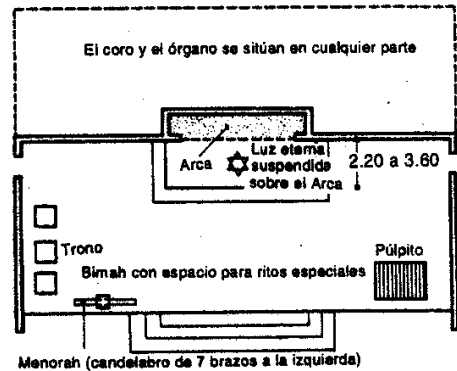 El coro y el órgano se sitúan en cualquier parte
Arca
Luz eterna
suspendida
sobre el Arca
2.20 a 3.60
Trono
Púlpito
Bimah con espacio para ritos especiales
Menorah (candelabro de 7 brazos a la izquierda)